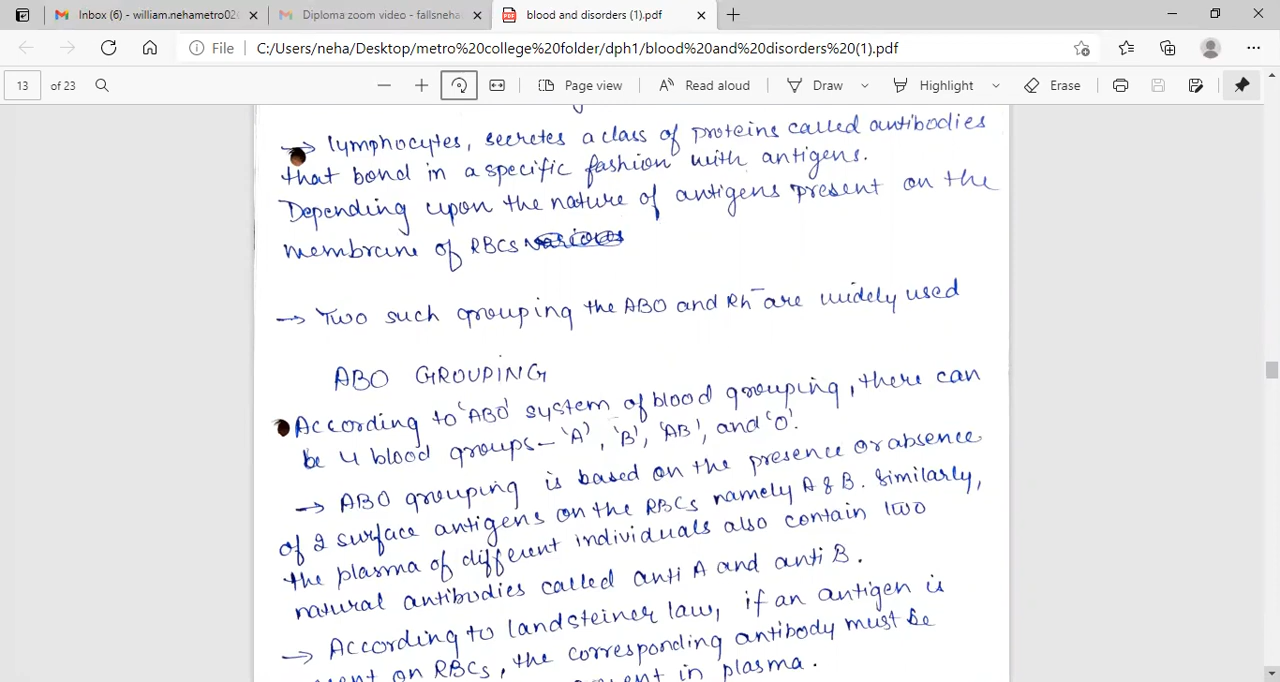 Inbox (6) - william.nehametro02
Diploma zoom video - fallsneha
blood and disorders (1).pdf
File
C:/Users/neha/Desktop/metro%20college%20folder/dph1/blood%20and%20disorders%20(1).pdf
13 of 23
Page view
Read aloud
Draw
Highlight
Erase
→ lymphocytes, secretes a class of proteins called antibodies
that bond in a specific fashion with antigens.
Depending upon the nature of antigens present on the
membrane of RBCs
→ Two such grouping the ABO and Rh- are widely used
ABO GROUPING
According to 'ABO' system of blood grouping, there can
be 4 blood groups - 'A', 'B', 'AB', and 'O'.
→ ABO grouping is based on the presence or absence
of 2 surface antigens on the RBCs namely A & B. Similarly,
the plasma of different individuals also contain two
natural antibodies called anti A and anti B.
→ According to landsteiner law, if an antigen is
on RBCs, the corresponding antibody must be
in plasma.